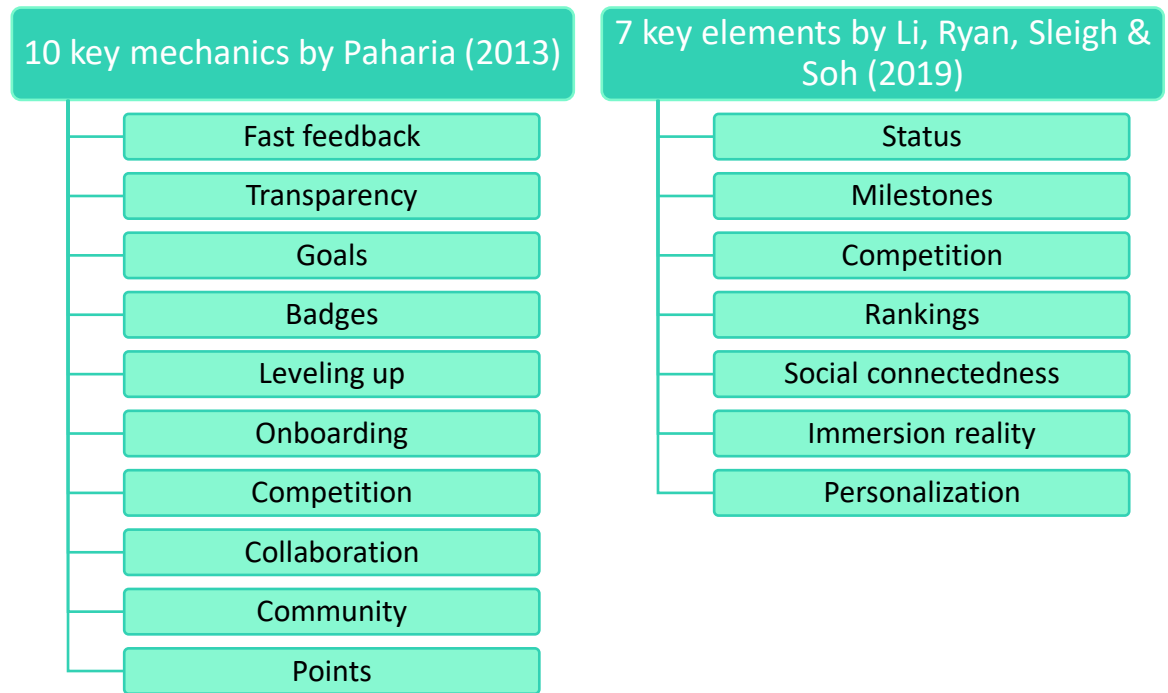 10 key mechanics by Paharia (2013)
Fast feedback
Transparency
Goals
Badges
Leveling up
Onboarding
Competition
Collaboration
Community
Points
7 key elements by Li, Ryan, Sleigh &
Soh (2019)
Status
Milestones
Competition
Rankings
Social connectedness
Immersion reality
Personalization